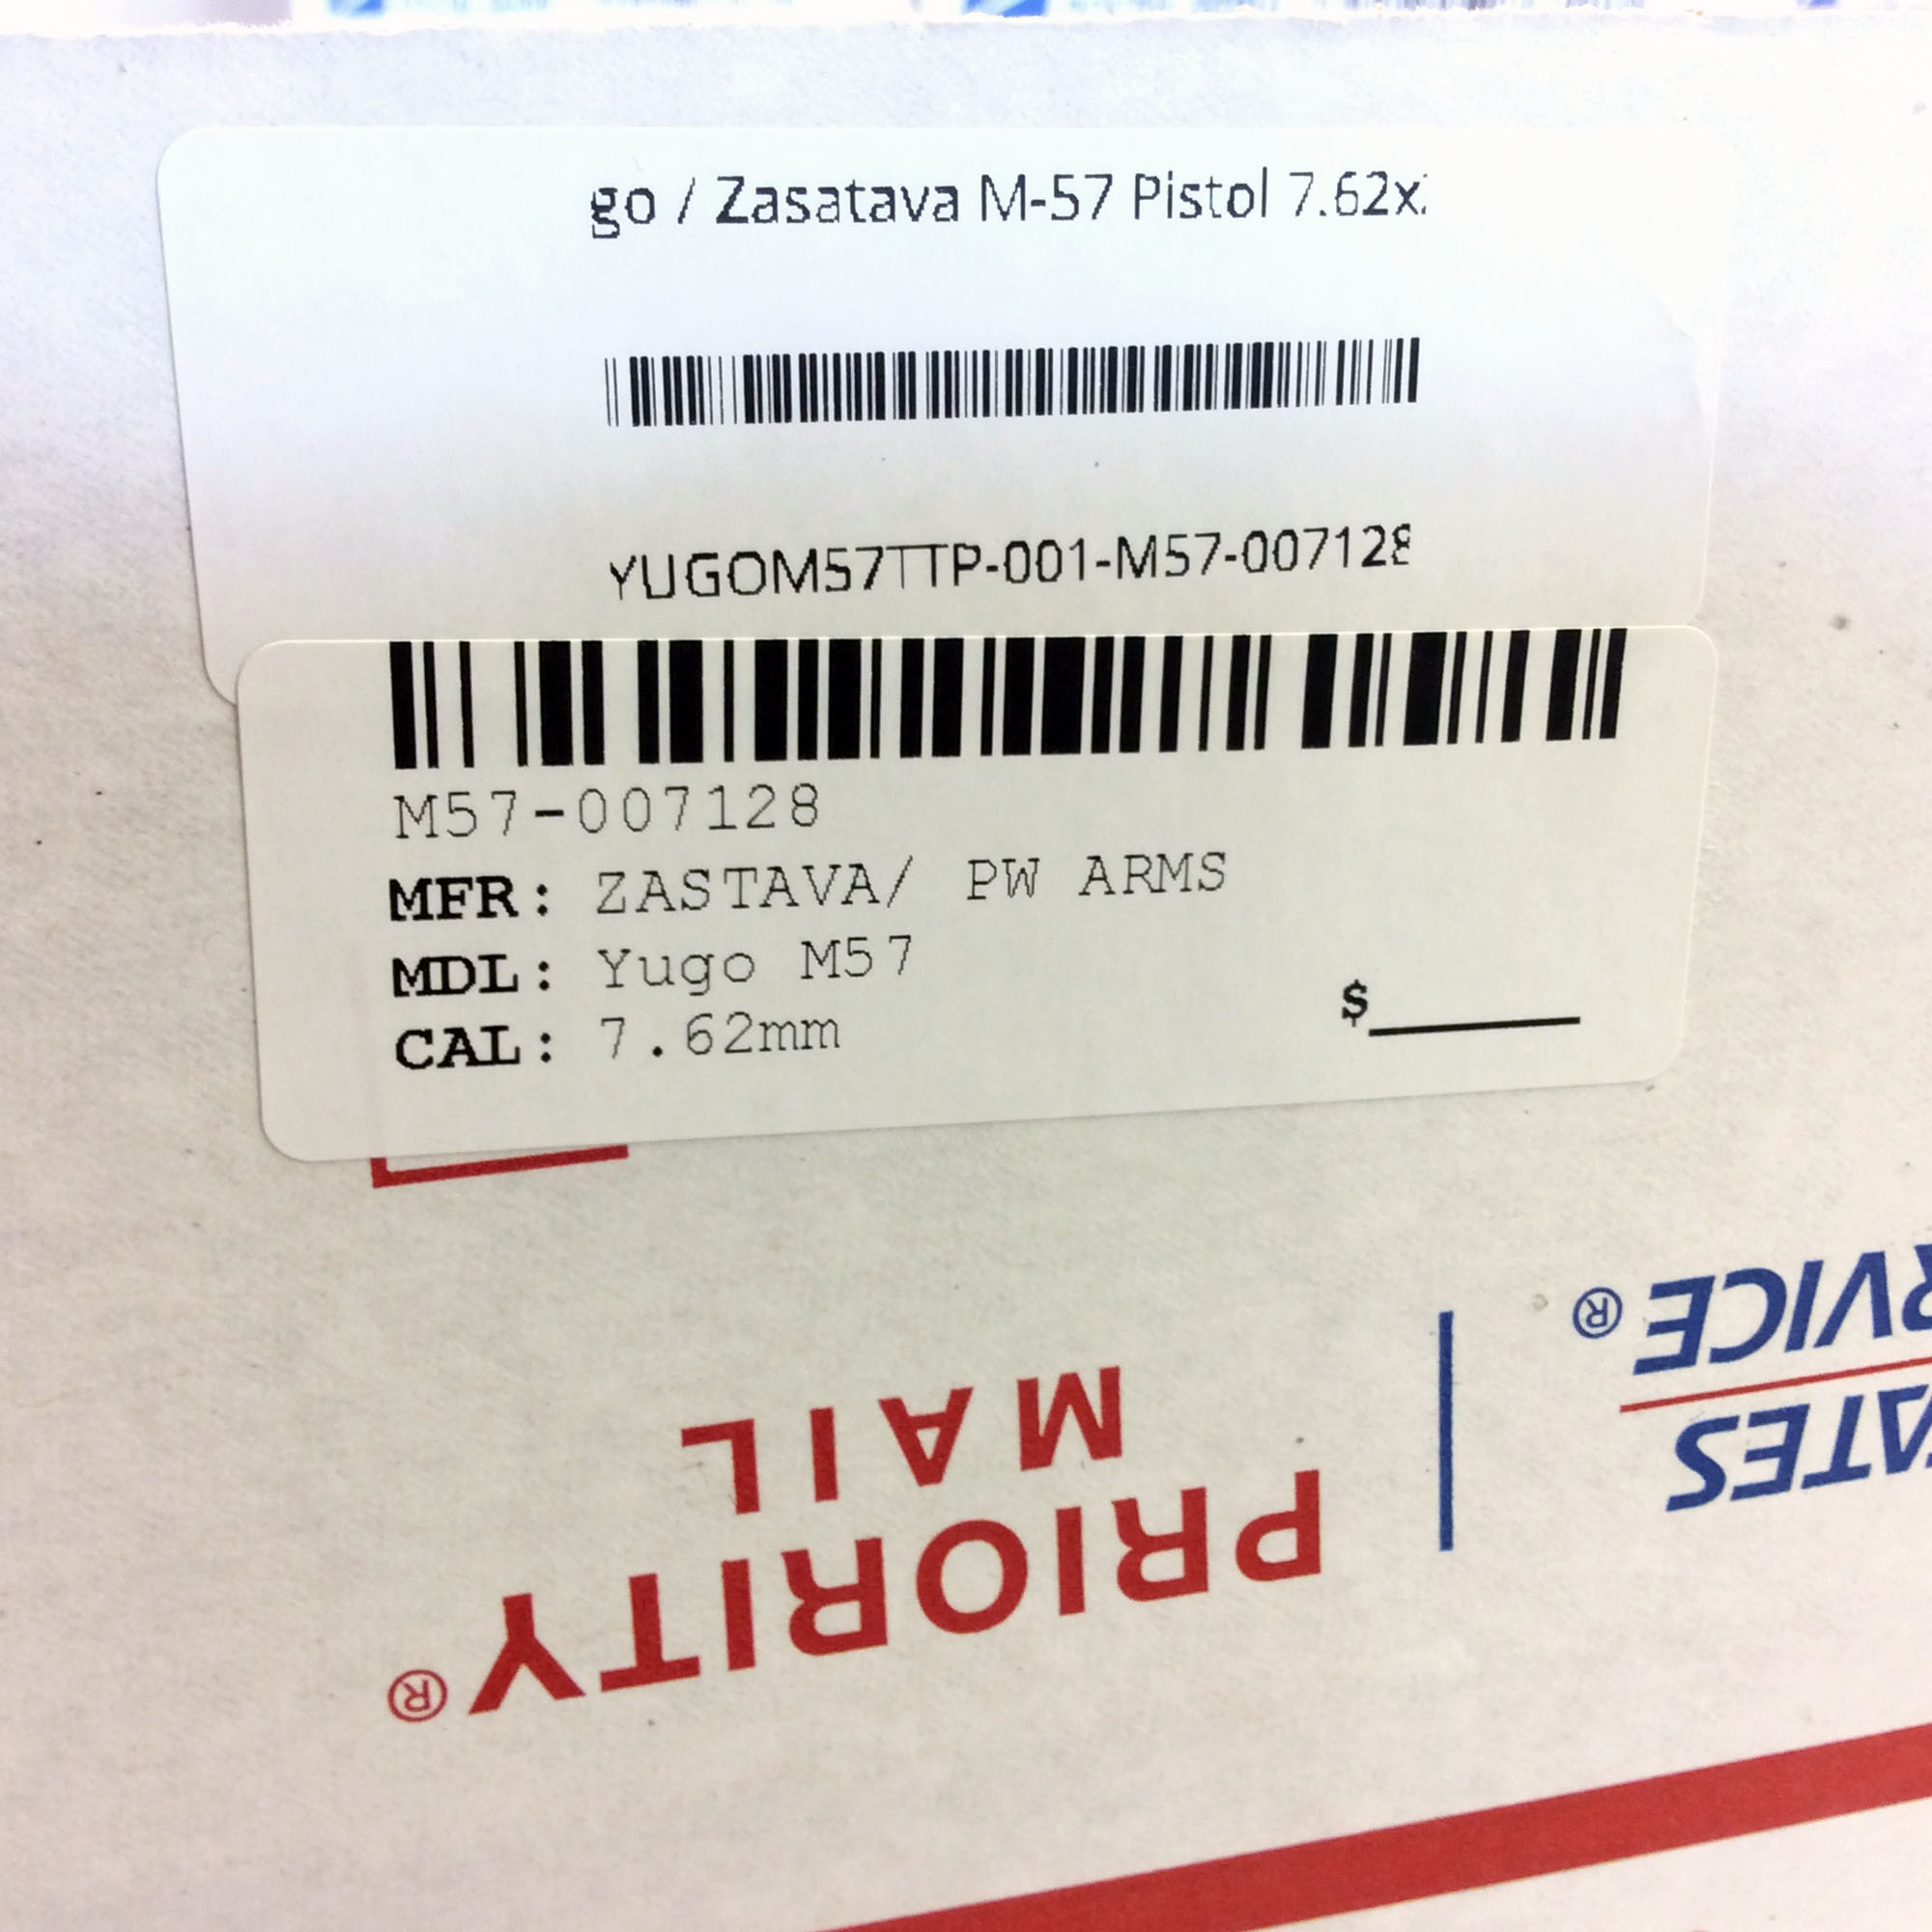 go / Zasatava M-57 Pistol 7.62x
YUGOM57TTP-001-M57-007128
M57-007128
MFR: ZASTAVA/ PW ARMS
MDL: Yugo M57
CAL: 7.62mm
$
ATES
RVICE®
PRIORITY®
MAIL